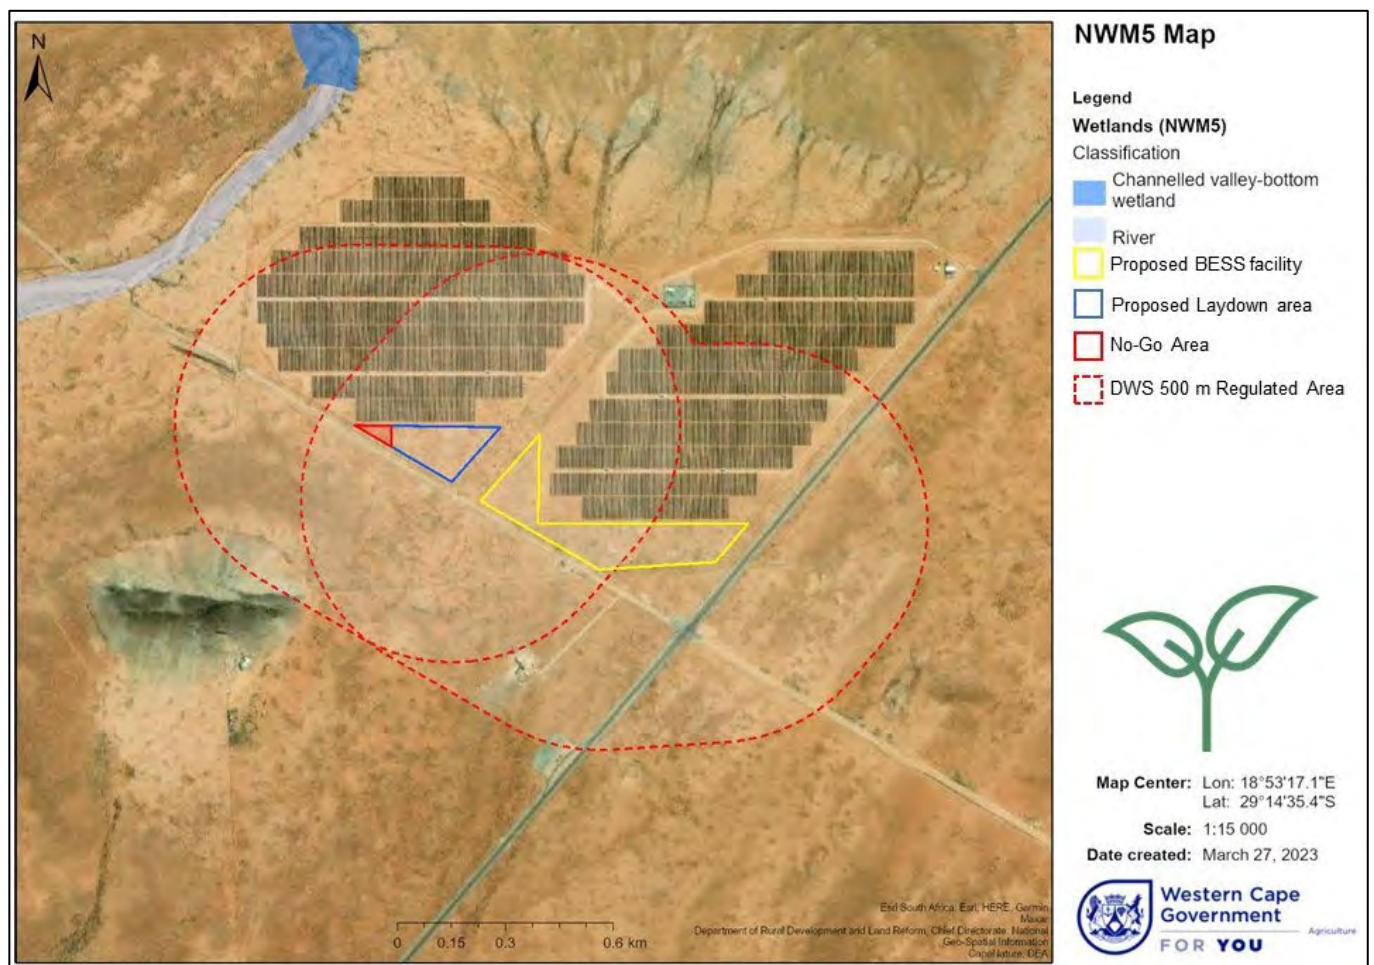 NWM5 Map
N
Legend
Wetlands (NWM5)
Classification
Channelled valley-bottom
wetland
River
Proposed BESS facility
Proposed Laydown area
No-Go Area
DWS 500 m Regulated Area
Map Center: Lon: 18°53'17.1"E
Lat: 29°14'35.4"S
Scale: 1:15 000
Date created: March 27, 2023
Western Cape
Government
Agriculture
FOR YOU
0 0.15 0.3 0.6 km
Esri South Africa, Esri, HERE, Garmin
Maxar
Department of Rural Development and Land Reform, Chief Directorate: National
Geo-Spatial Information
CapeNature, DEA